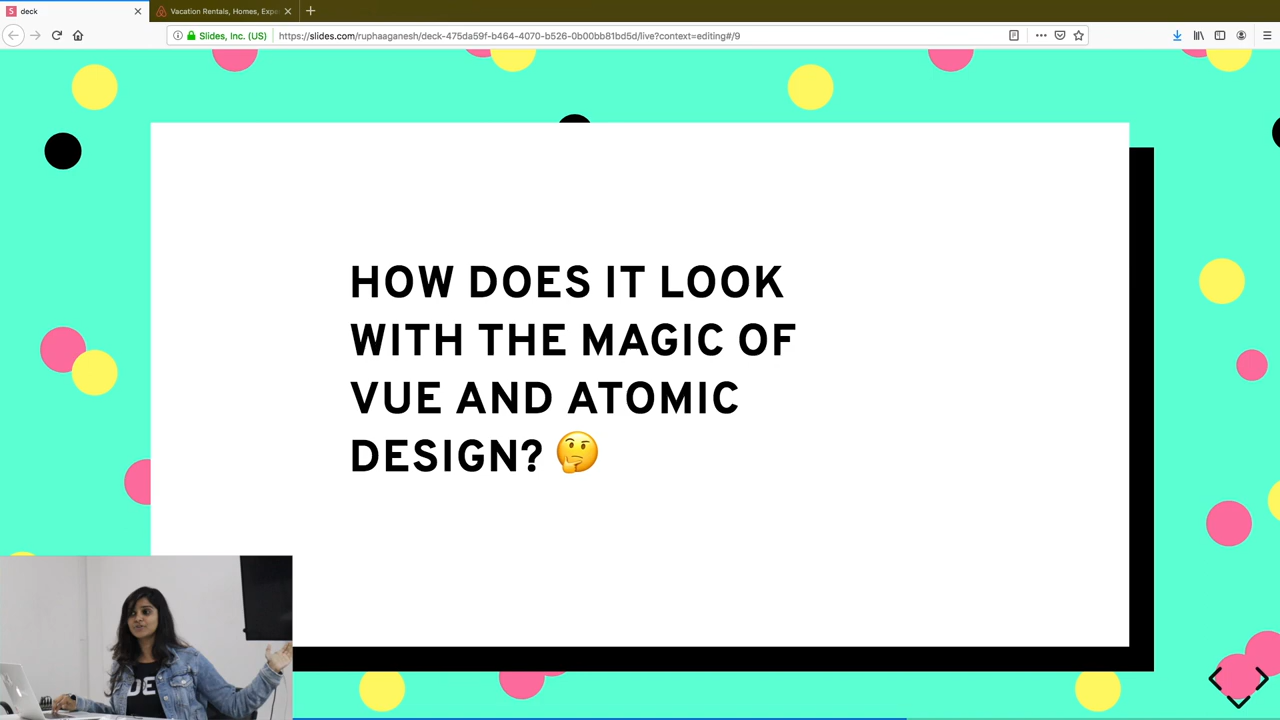 deck
Vacation Rentals, Homes, Expe
Slides, Inc. (US)
https://slides.com/ruphaaganesh/deck-475da59f-b464-4070-b526-0b00bb81bd5d/live?context=editing#/9
HOW DOES IT LOOK
WITH THE MAGIC OF
VUE AND ATOMIC
DESIGN? 🤔